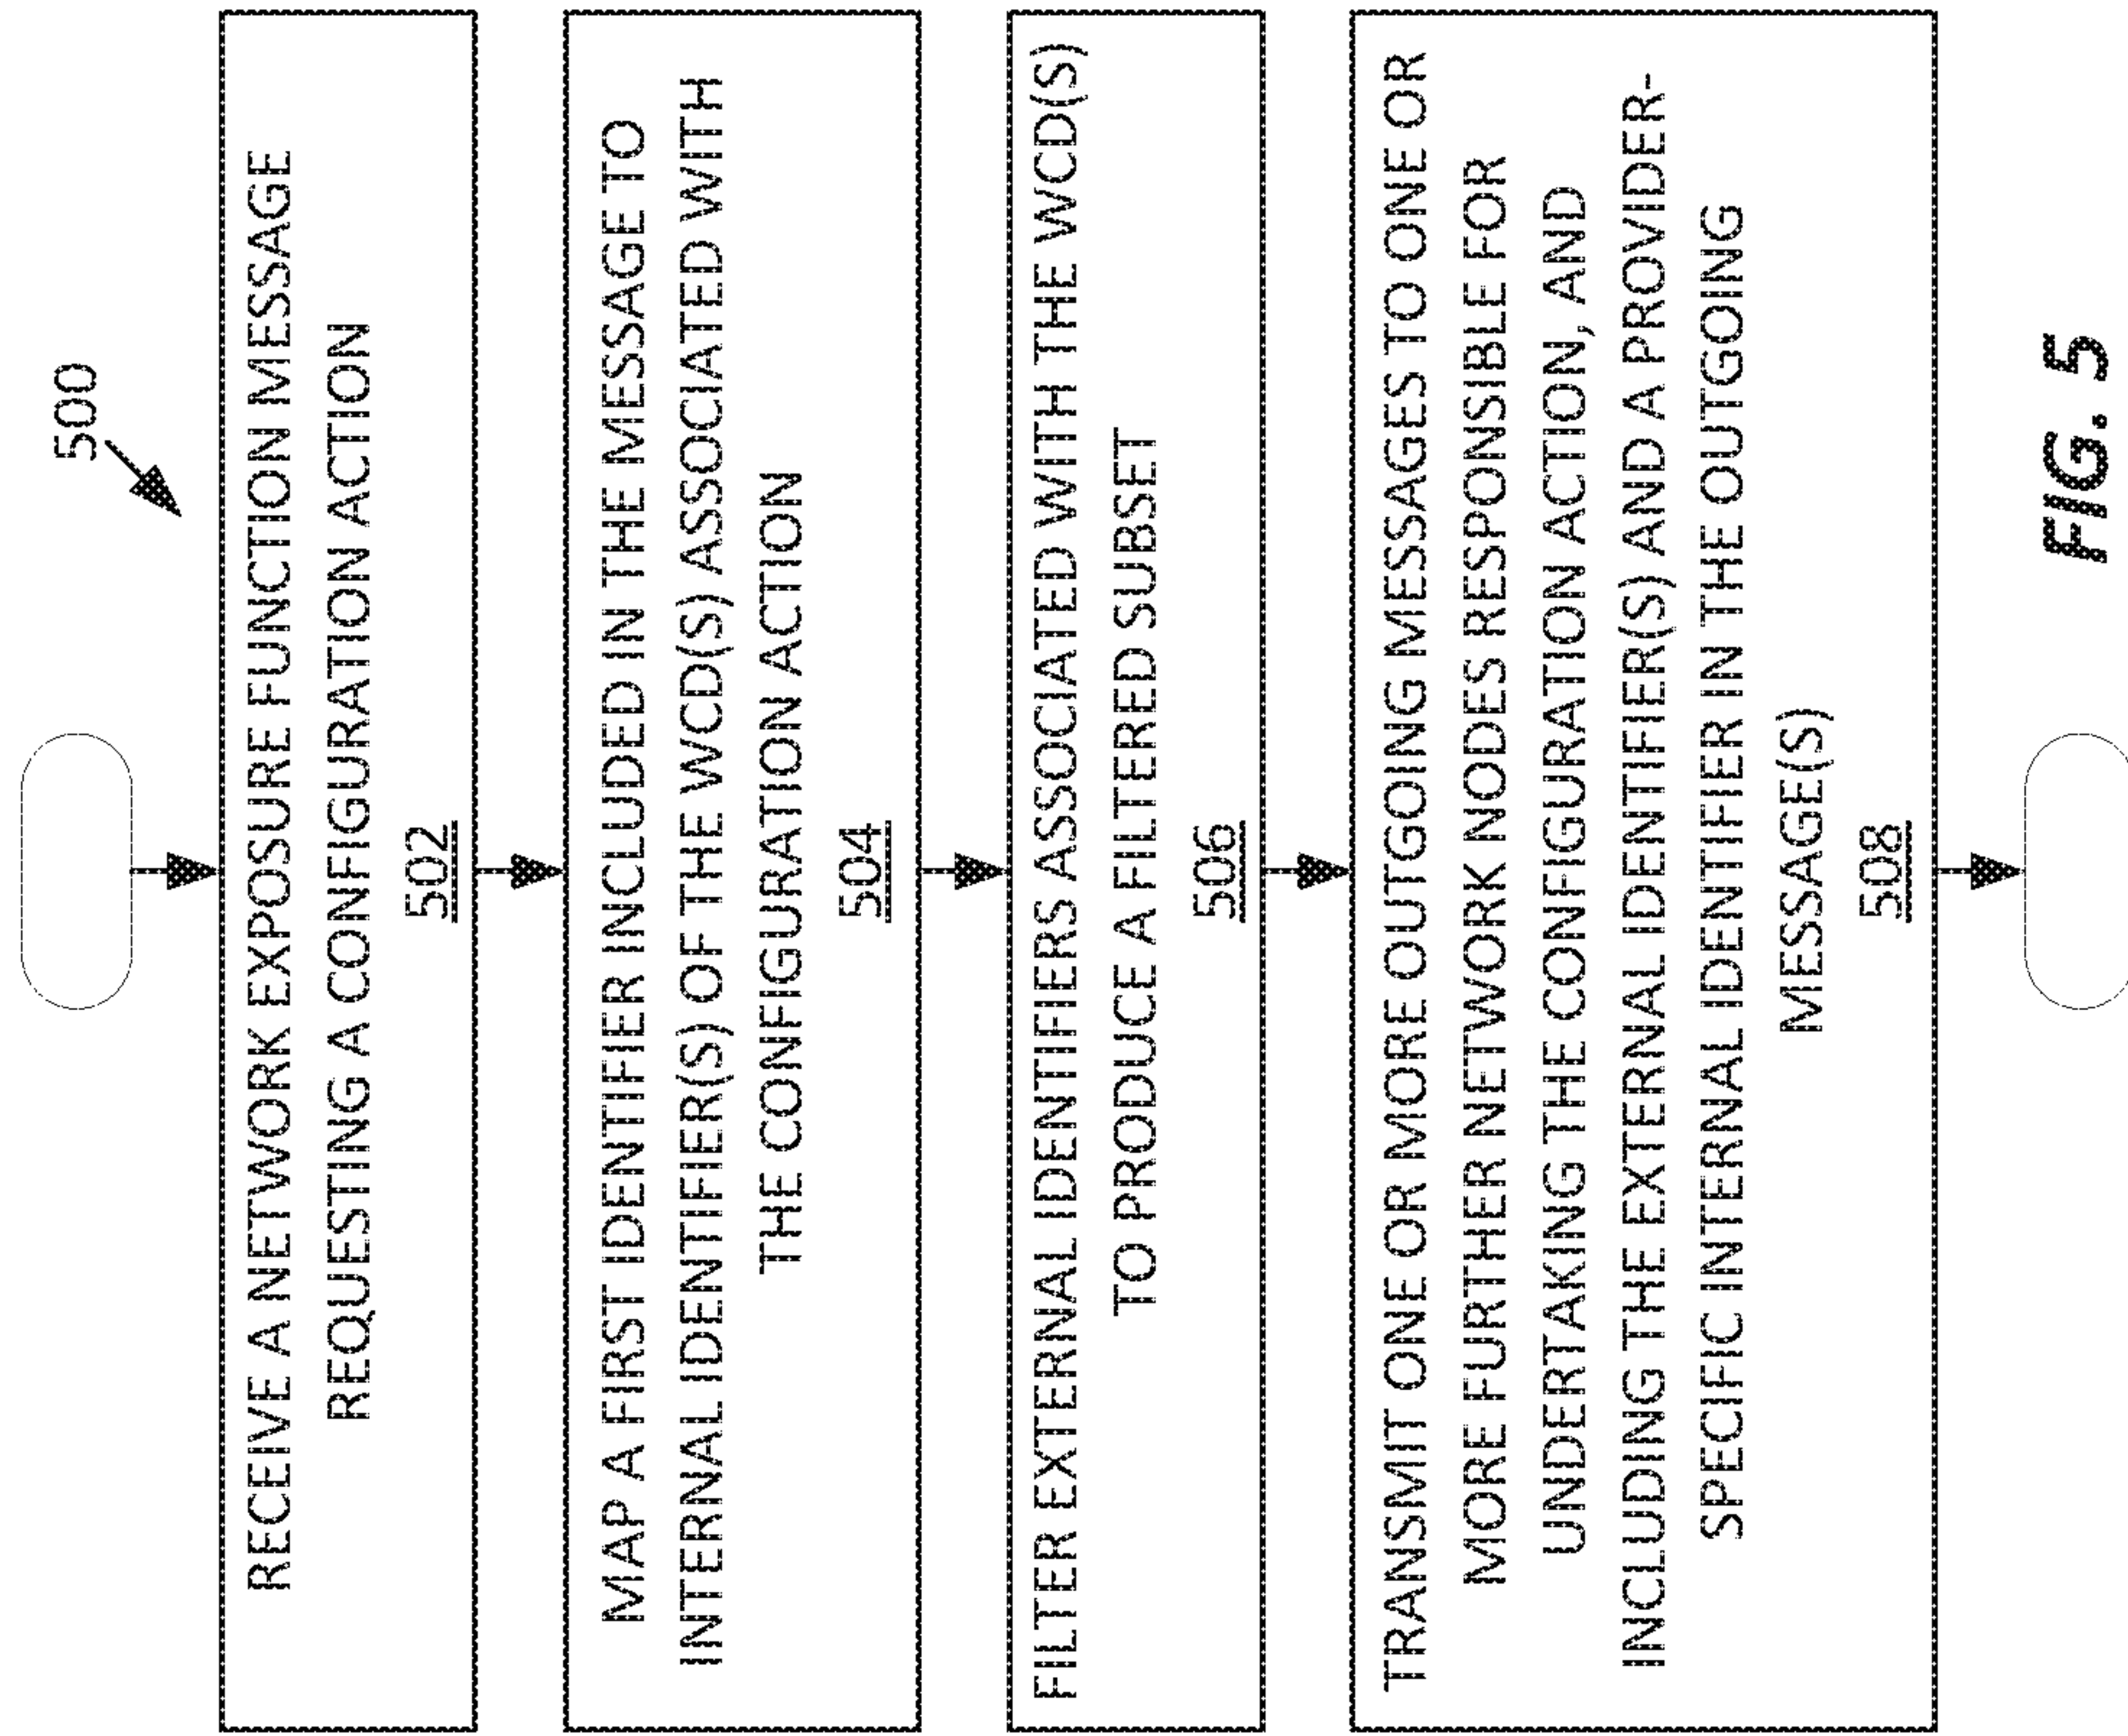 500
RECEIVE A NETWORK EXPOSURE FUNCTION MESSAGE
REQUESTING A CONFIGURATION ACTION
502
MAP A FIRST IDENTIFIER INCLUDED IN THE MESSAGE TO
INTERNAL IDENTIFIER(S) OF THE WCD(S) ASSOCIATED WITH
THE CONFIGURATION ACTION
504
FILTER EXTERNAL IDENTIFIERS ASSOCIATED WITH THE WCD(S)
TO PRODUCE A FILTERED SUBSET
506
TRANSMIT ONE OR MORE OUTGOING MESSAGES TO ONE OR
MORE FURTHER NETWORK NODES RESPONSIBLE FOR
UNDERTAKING THE CONFIGURATION ACTION, AND
INCLUDING THE EXTERNAL IDENTIFIER(S) AND A PROVIDER-
SPECIFIC INTERNAL IDENTIFIER IN THE OUTGOING
MESSAGE(S)
508
FIG. 5